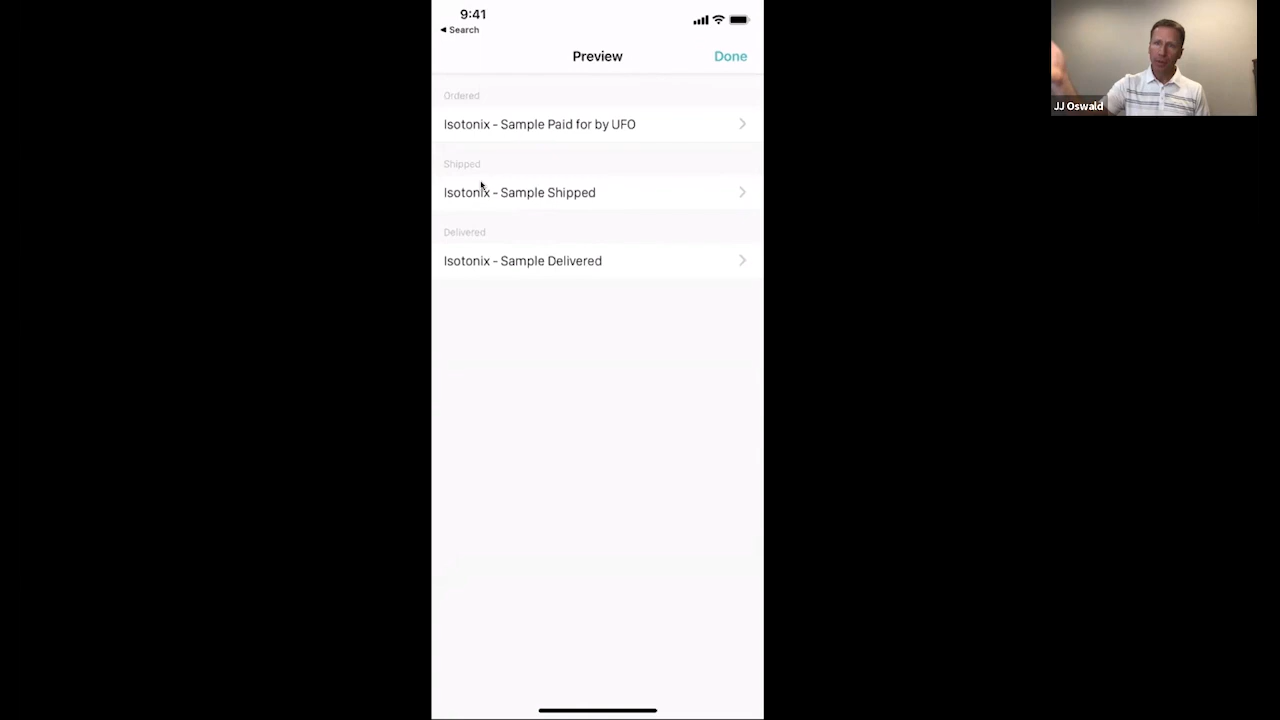 9:41
Search
Preview
Done
Ordered
Isotonix - Sample Paid for by UFO
Shipped
Isotonix - Sample Shipped
Delivered
Isotonix - Sample Delivered
JJ Oswald